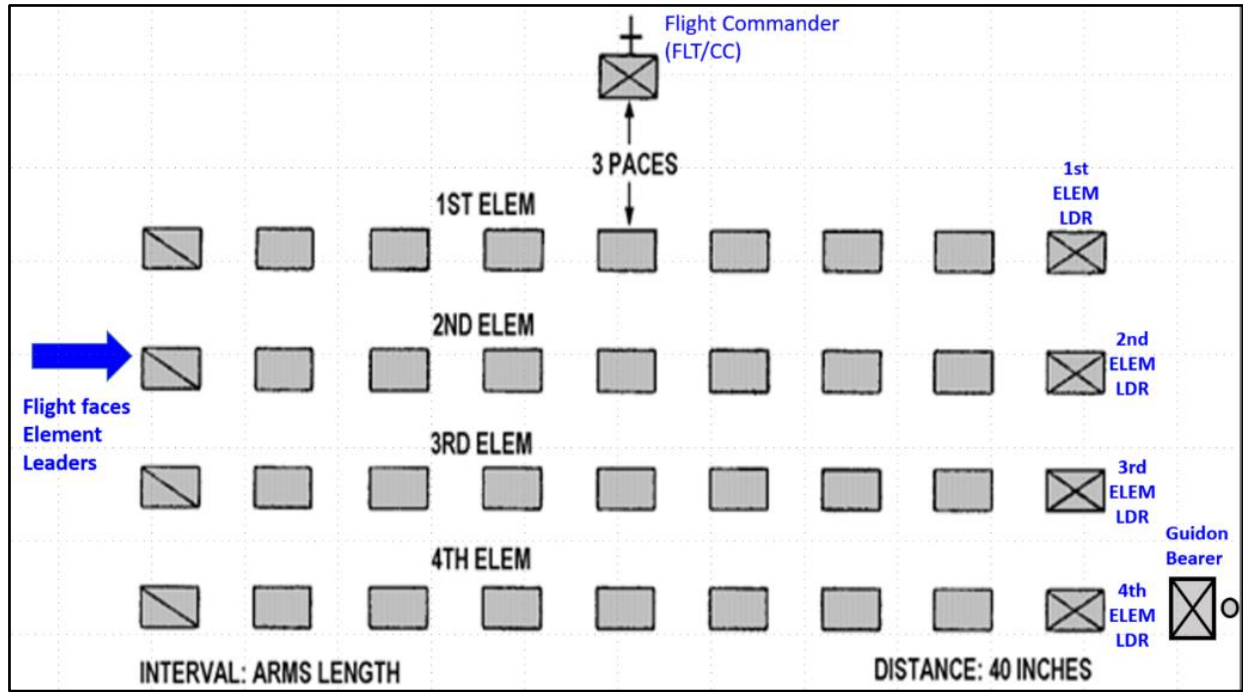 Flight Commander
(FLT/CC)
3 PACES
1st
ELEM
LDR
1ST ELEM
2ND ELEM
2nd
ELEM
LDR
Flight faces
Element
Leaders
3RD ELEM
3rd
ELEM
LDR
Guidon
Bearer
4TH ELEM
4th
ELEM
LDR
INTERVAL: ARMS LENGTH
DISTANCE: 40 INCHES